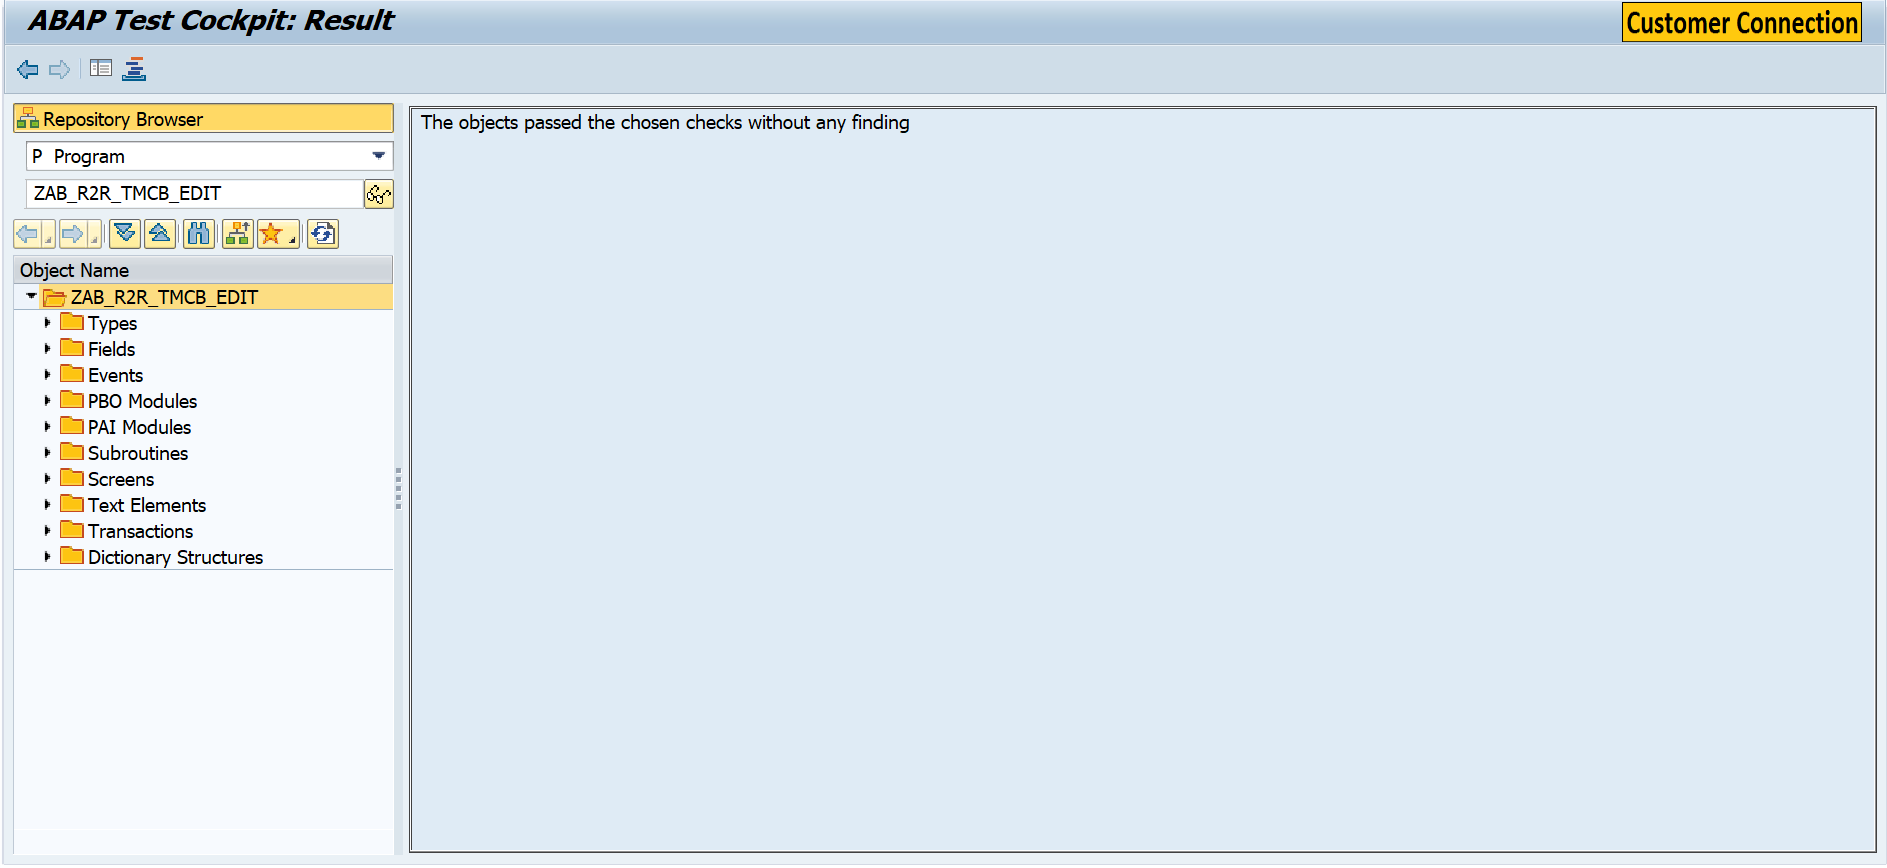 ABAP Test Cockpit: Result
Customer Connection
Repository Browser
P Program
ZAB_R2R_TMCB_EDIT
Object Name
ZAB_R2R_TMCB_EDIT
Types
Fields
Events
PBO Modules
PAI Modules
Subroutines
Screens
Text Elements
Transactions
Dictionary Structures
The objects passed the chosen checks without any finding